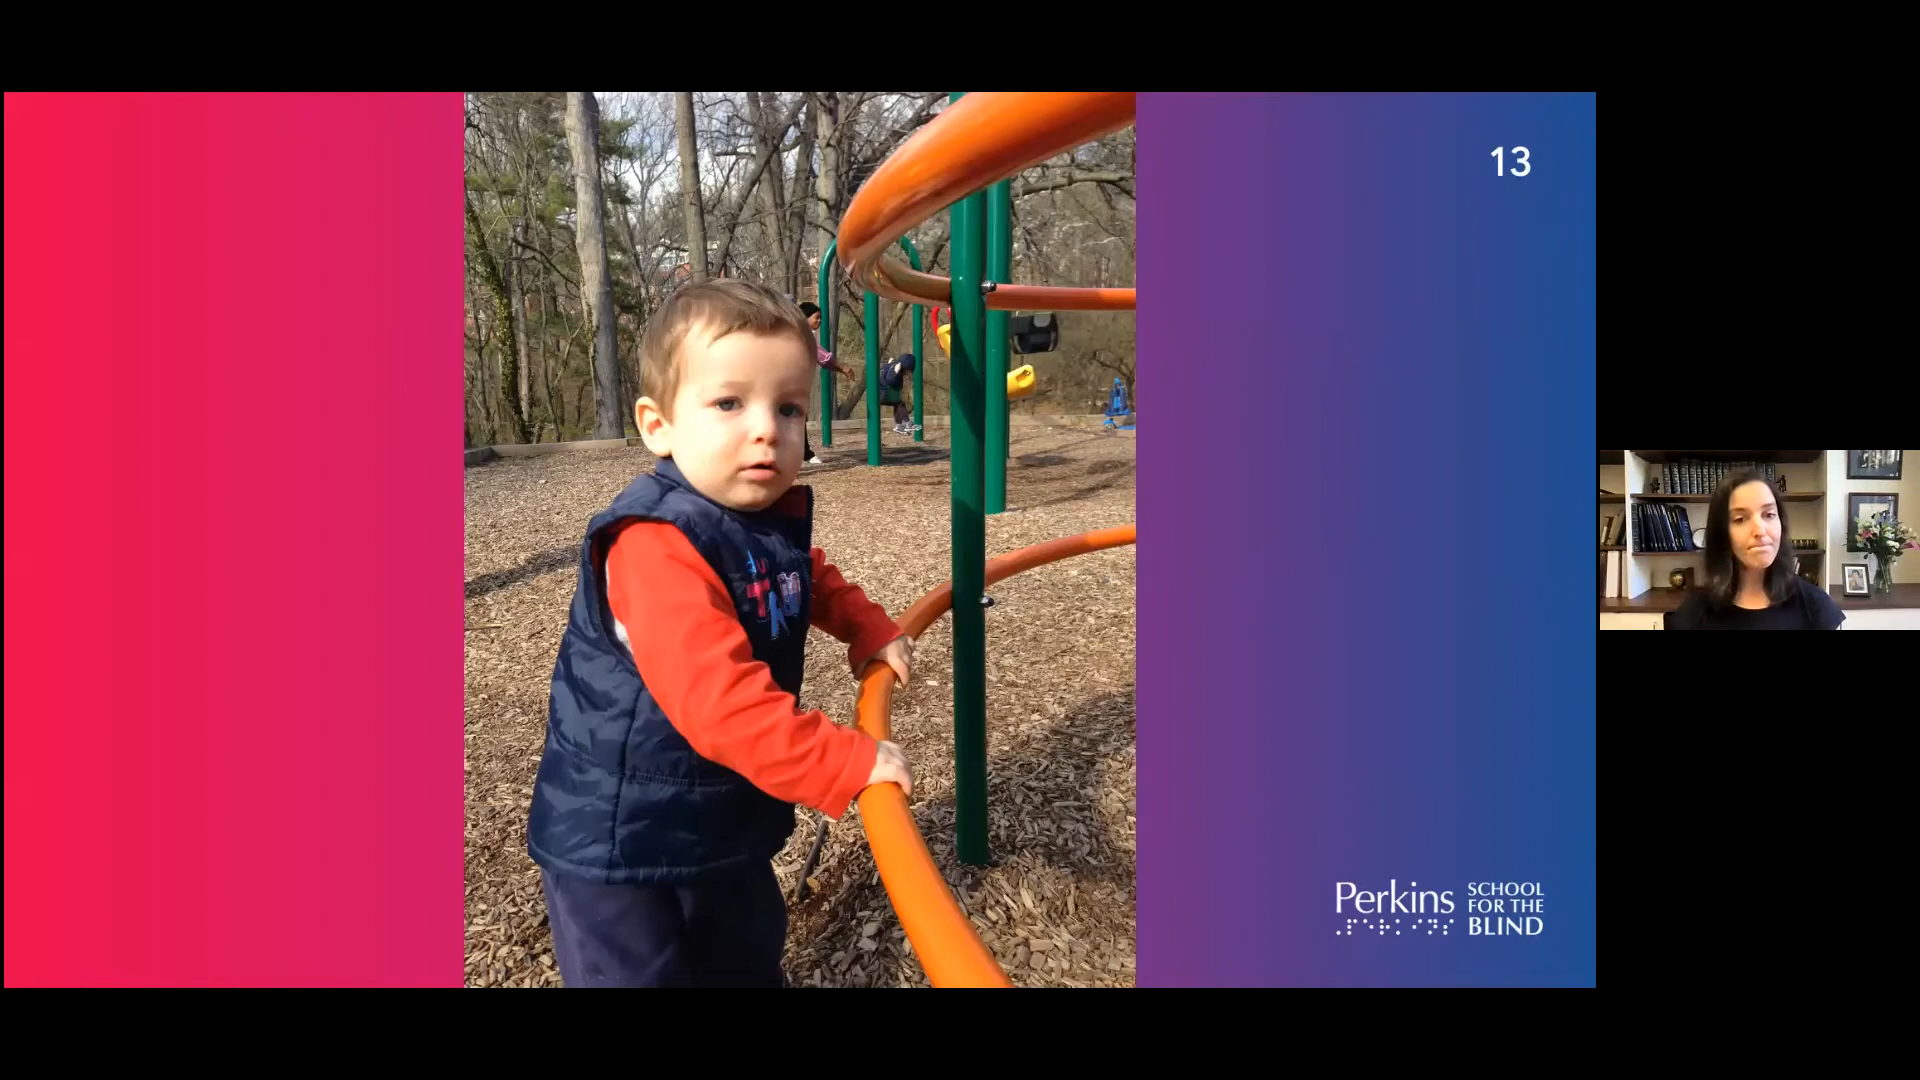 13
Perkins
SCHOOL
FOR THE
BLIND
⠠⠏⠑⠗⠅⠊⠝⠎